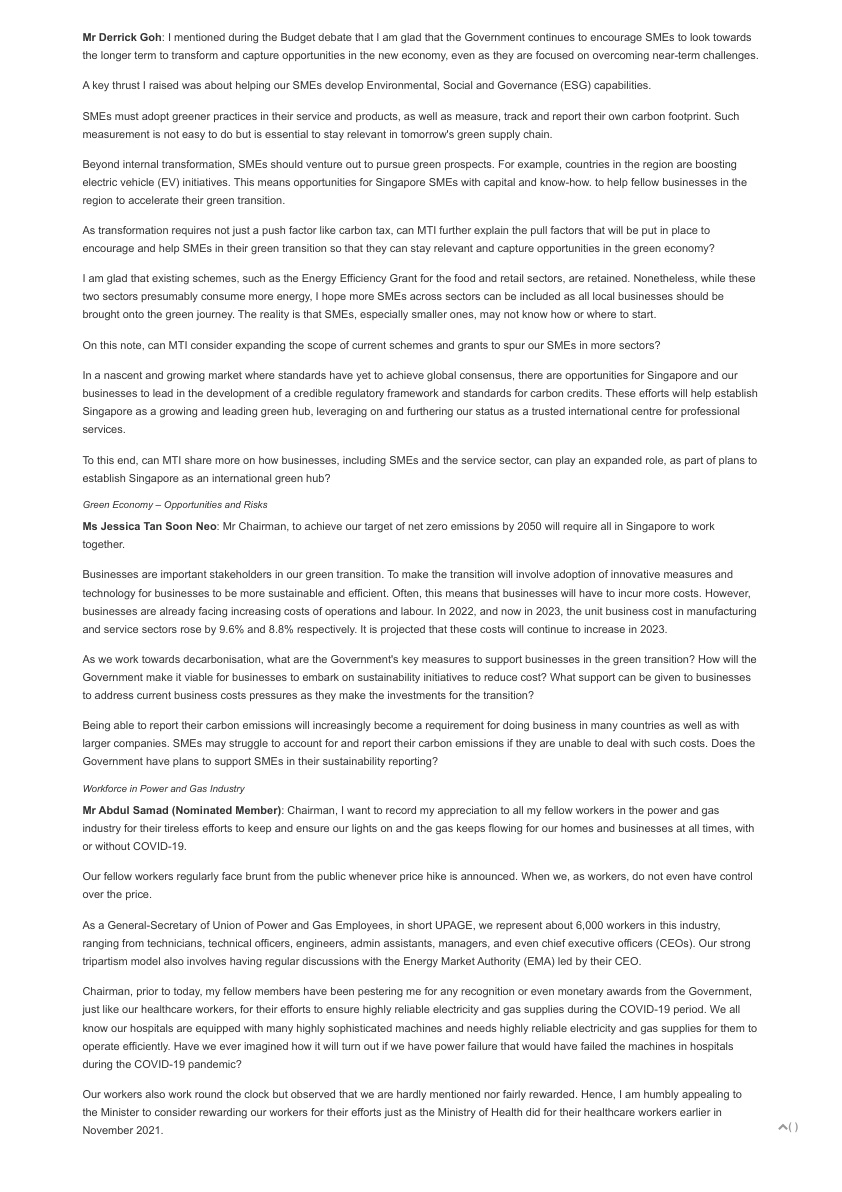 Mr Derrick Goh: I mentioned during the Budget debate that I am glad that the Government continues to encourage SMEs to look towards
the longer term to transform and capture opportunities in the new economy, even as they are focused on overcoming near-term challenges.
A key thrust I raised was about helping our SMEs develop Environmental, Social and Governance (ESG) capabilities.
SMEs must adopt greener practices in their service and products, as well as measure, track and report their own carbon footprint. Such
measurement is not easy to do but is essential to stay relevant in tomorrow's green supply chain.
Beyond internal transformation, SMEs should venture out to pursue green prospects. For example, countries in the region are boosting
electric vehicle (EV) initiatives. This means opportunities for Singapore SMEs with capital and know-how. to help fellow businesses in the
region to accelerate their green transition.
As transformation requires not just a push factor like carbon tax, can MTI further explain the pull factors that will be put in place to
encourage and help SMEs in their green transition so that they can stay relevant and capture opportunities in the green economy?
I am glad that existing schemes, such as the Energy Efficiency Grant for the food and retail sectors, are retained. Nonetheless, while these
two sectors presumably consume more energy, I hope more SMEs across sectors can be included as all local businesses should be
brought onto the green journey. The reality is that SMEs, especially smaller ones, may not know how or where to start.
On this note, can MTI consider expanding the scope of current schemes and grants to spur our SMEs in more sectors?
In a nascent and growing market where standards have yet to achieve global consensus, there are opportunities for Singapore and our
businesses to lead in the development of a credible regulatory framework and standards for carbon credits. These efforts will help establish
Singapore as a growing and leading green hub, leveraging on and furthering our status as a trusted international centre for professional
services.
To this end, can MTI share more on how businesses, including SMEs and the service sector, can play an expanded role, as part of plans to
establish Singapore as an international green hub?
Green Economy – Opportunities and Risks
Ms Jessica Tan Soon Neo: Mr Chairman, to achieve our target of net zero emissions by 2050 will require all in Singapore to work
together.
Businesses are important stakeholders in our green transition. To make the transition will involve adoption of innovative measures and
technology for businesses to be more sustainable and efficient. Often, this means that businesses will have to incur more costs. However,
businesses are already facing increasing costs of operations and labour. In 2022, and now in 2023, the unit business cost in manufacturing
and service sectors rose by 9.6% and 8.8% respectively. It is projected that these costs will continue to increase in 2023.
As we work towards decarbonisation, what are the Government's key measures to support businesses in the green transition? How will the
Government make it viable for businesses to embark on sustainability initiatives to reduce cost? What support can be given to businesses
to address current business costs pressures as they make the investments for the transition?
Being able to report their carbon emissions will increasingly become a requirement for doing business in many countries as well as with
larger companies. SMEs may struggle to account for and report their carbon emissions if they are unable to deal with such costs. Does the
Government have plans to support SMEs in their sustainability reporting?
Workforce in Power and Gas Industry
Mr Abdul Samad (Nominated Member): Chairman, I want to record my appreciation to all my fellow workers in the power and gas
industry for their tireless efforts to keep and ensure our lights on and the gas keeps flowing for our homes and businesses at all times, with
or without COVID-19.
Our fellow workers regularly face brunt from the public whenever price hike is announced. When we, as workers, do not even have control
over the price.
As a General-Secretary of Union of Power and Gas Employees, in short UPAGE, we represent about 6,000 workers in this industry,
ranging from technicians, technical officers, engineers, admin assistants, managers, and even chief executive officers (CEOs). Our strong
tripartism model also involves having regular discussions with the Energy Market Authority (EMA) led by their CEO.
Chairman, prior to today, my fellow members have been pestering me for any recognition or even monetary awards from the Government,
just like our healthcare workers, for their efforts to ensure highly reliable electricity and gas supplies during the COVID-19 period. We all
know our hospitals are equipped with many highly sophisticated machines and needs highly reliable electricity and gas supplies for them to
operate efficiently. Have we ever imagined how it will turn out if we have power failure that would have failed the machines in hospitals
during the COVID-19 pandemic?
Our workers also work round the clock but observed that we are hardly mentioned nor fairly rewarded. Hence, I am humbly appealing to
the Minister to consider rewarding our workers for their efforts just as the Ministry of Health did for their healthcare workers earlier in
November 2021.
( )